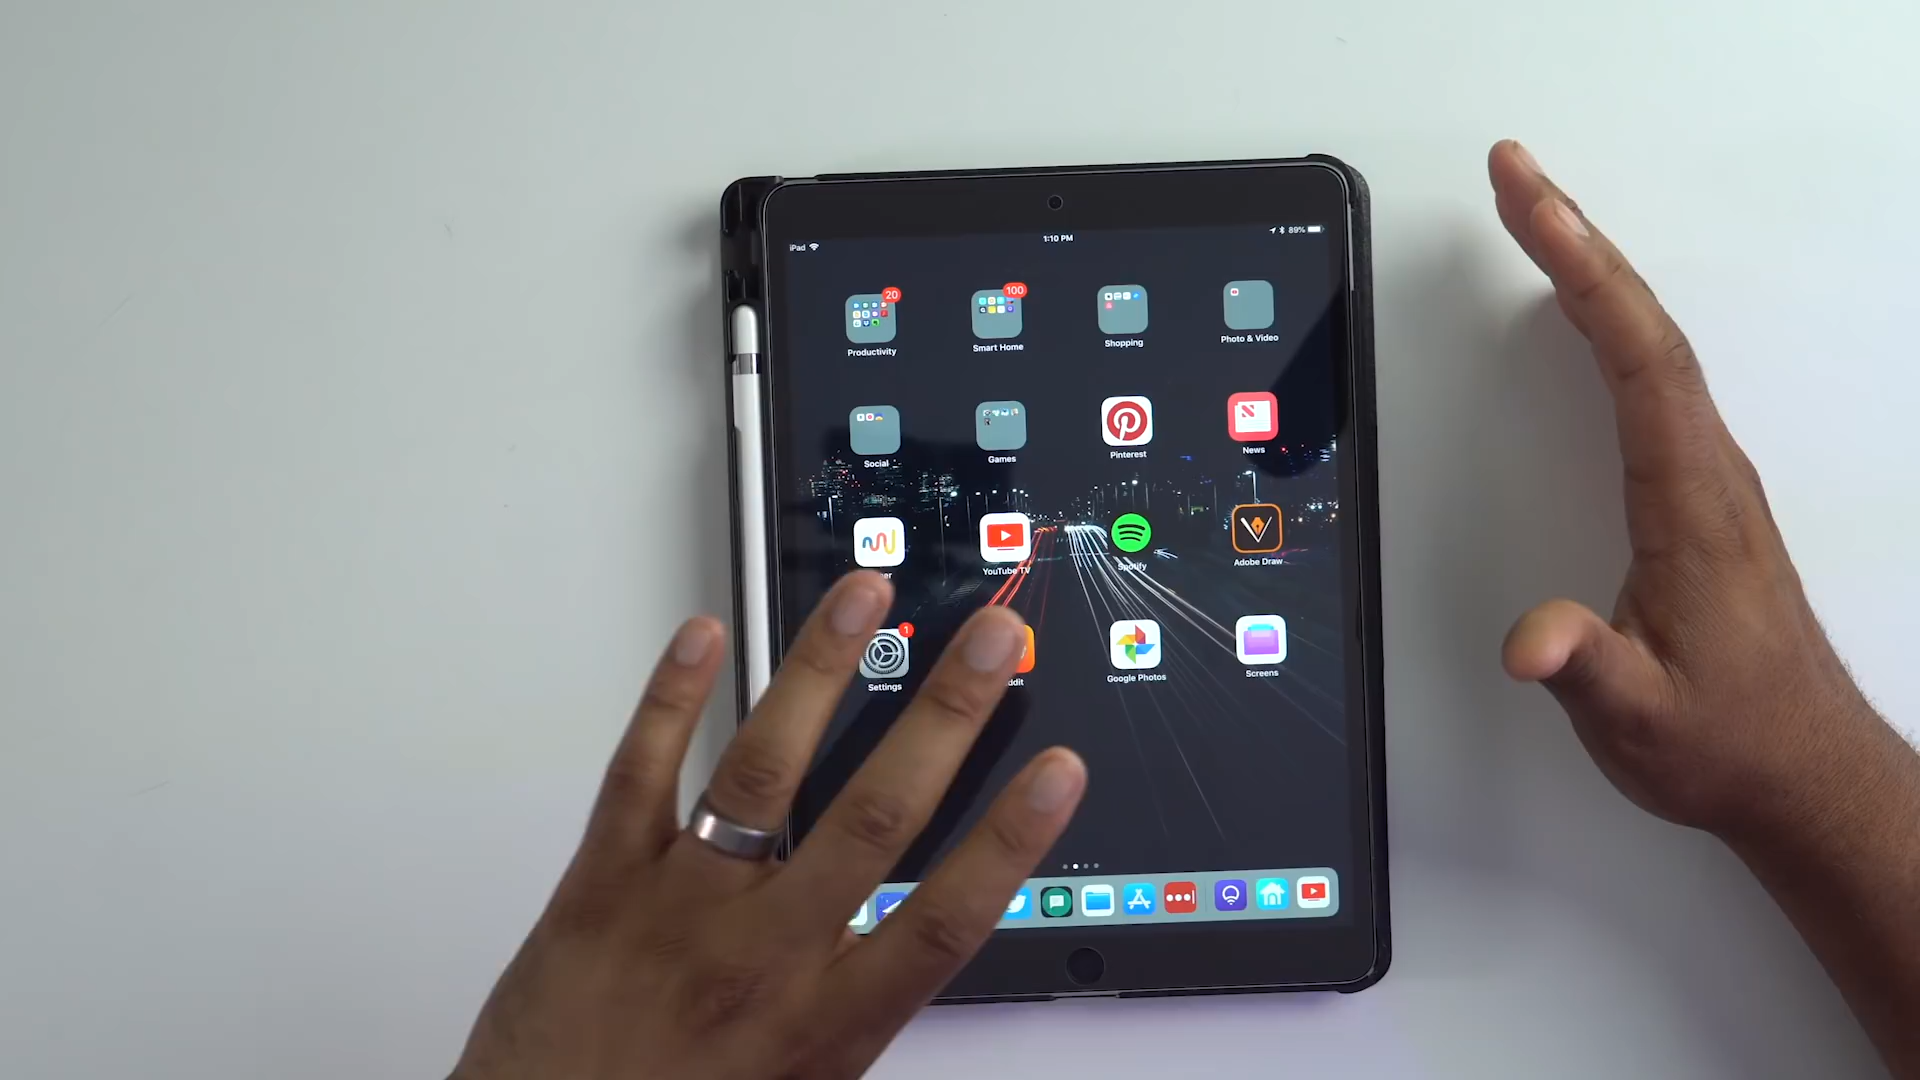 iPad 1:10 PM 89%
20 100
Productivity Smart Home Shopping Photo & Video
Social Games Pinterest News
YouTube TV Spotify Adobe Draw
1
Settings Google Photos Screens